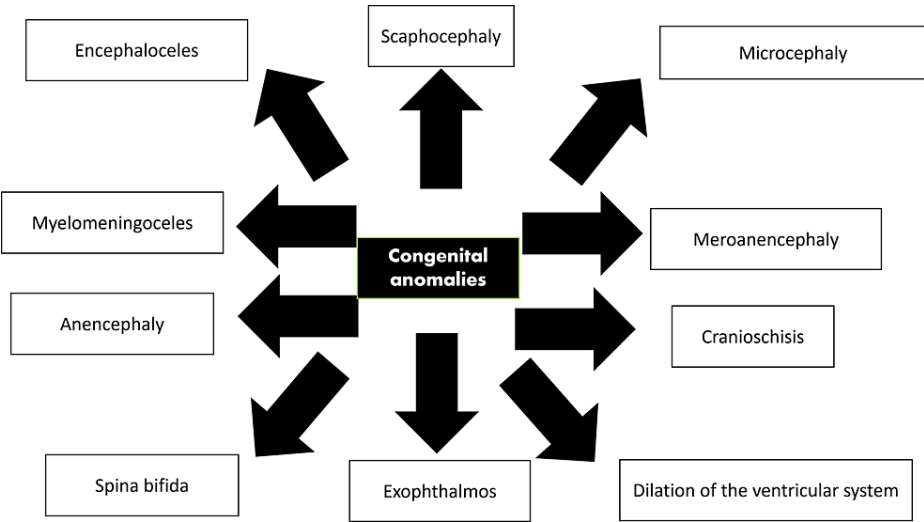 Encephaloceles
Scaphocephaly
Microcephaly
Myelomeningoceles
Congenital
anomalies
Meroanencephaly
Anencephaly
Cranioschisis
Spina bifida
Exophthalmos
Dilation of the ventricular system